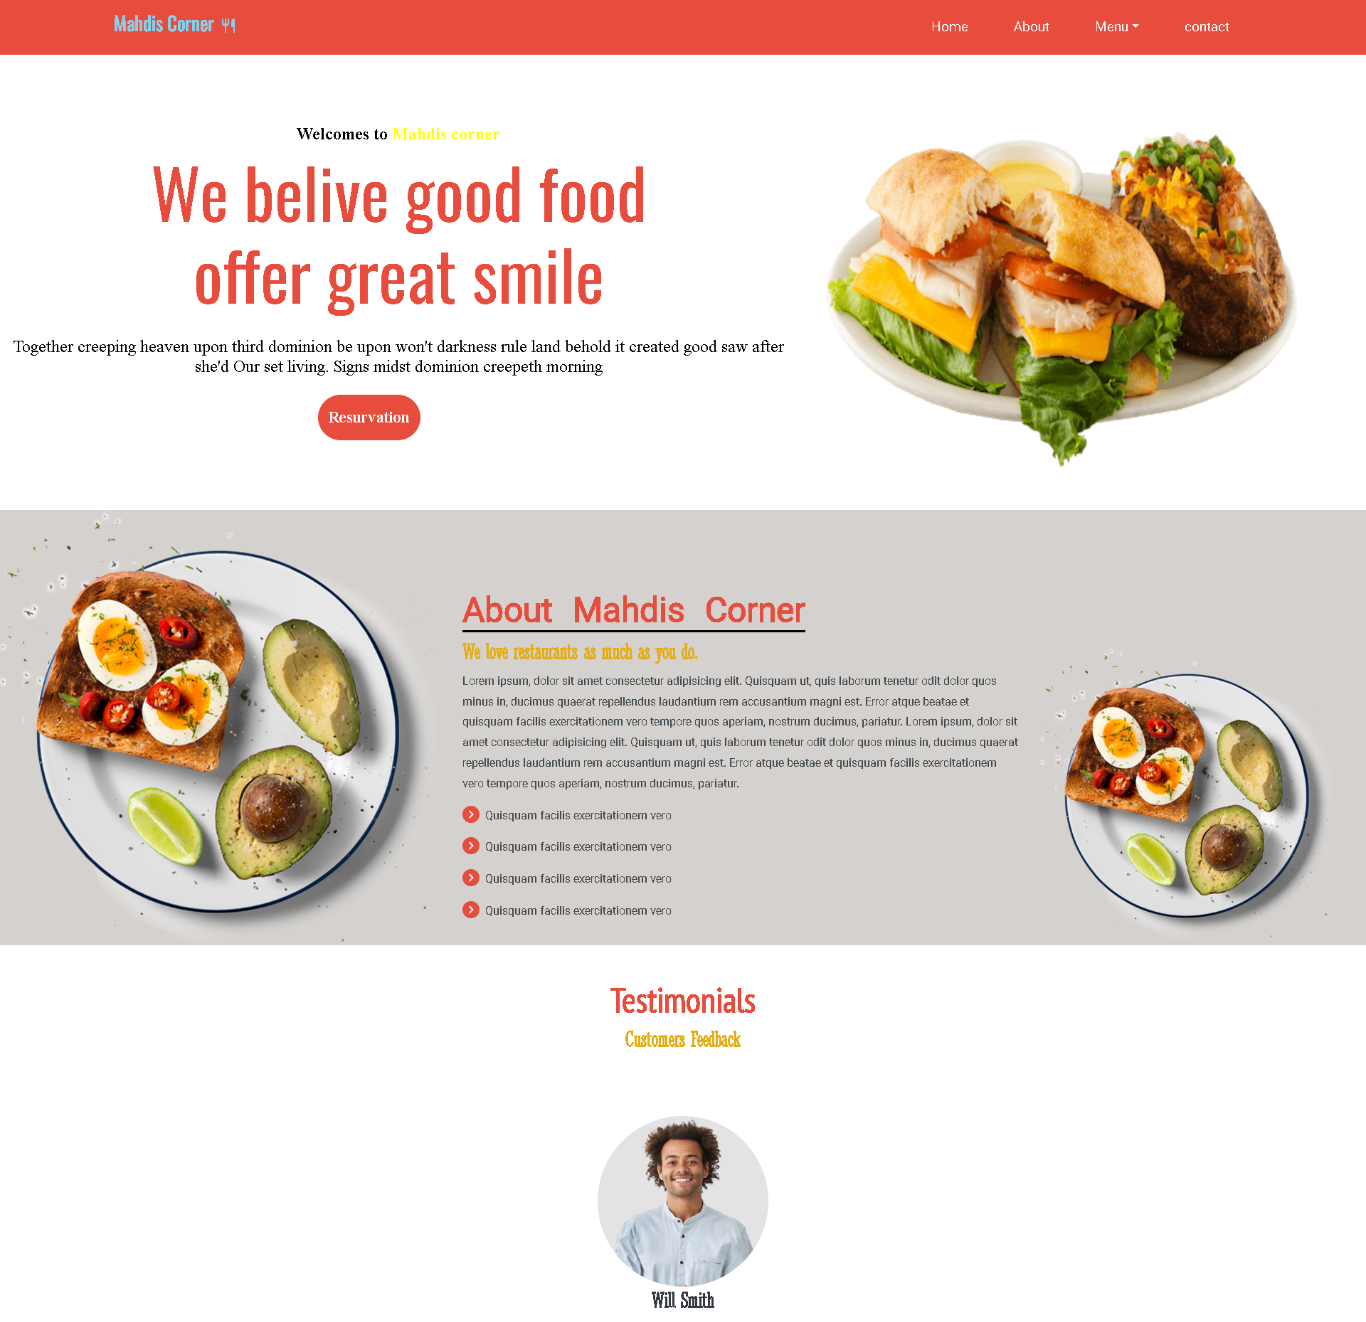 Mahdis Corner
Home About Menu contact
Welcomes to Mahdis corner
We belive good food
offer great smile
Together creeping heaven upon third dominion be upon won't darkness rule land behold it created good saw after
she'd Our set living. Signs midst dominion creepeth morning
Resurvation
About Mahdis Corner
We love restaurants as much as you do.
Lorem ipsum, dolor sit amet consectetur adipisicing elit. Quisquam ut, quis laborum tenetur odit dolor quos
minus in, ducimus quaerat repellendus laudantium rem accusantium magni est. Error atque beatae et
quisquam facilis exercitationem vero tempore quos aperiam, nostrum ducimus, pariatur. Lorem ipsum, dolor sit
amet consectetur adipisicing elit. Quisquam ut, quis laborum tenetur odit dolor quos minus in, ducimus quaerat
repellendus laudantium rem accusantium magni est. Error atque beatae et quisquam facilis exercitationem
vero tempore quos aperiam, nostrum ducimus, pariatur.
Quisquam facilis exercitationem vero
Quisquam facilis exercitationem vero
Quisquam facilis exercitationem vero
Quisquam facilis exercitationem vero
Testimonials
Customers Feedback
Will Smith